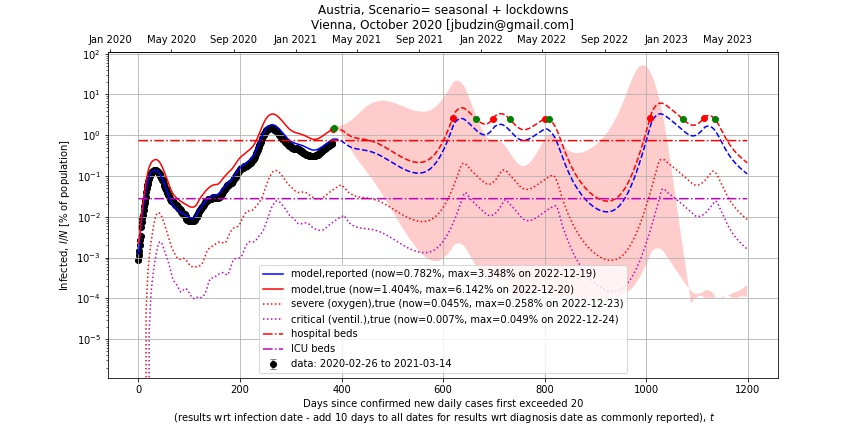 Austria, Scenario= seasonal + lockdowns
Vienna, October 2020 [jbudzin@gmail.com]
Jan 2020 May 2020 Sep 2020 Jan 2021 May 2021 Sep 2021 Jan 2022 May 2022 Sep 2022 Jan 2023 May 2023
10²
10¹
10⁰
10⁻¹
10⁻²
10⁻³
10⁻⁴
10⁻⁵
Infected, I/N [% of population]
model,reported (now=0.782%, max=3.348% on 2022-12-19)
model,true (now=1.404%, max=6.142% on 2022-12-20)
severe (oxygen),true (now=0.045%, max=0.258% on 2022-12-23)
critical (ventil.),true (now=0.007%, max=0.049% on 2022-12-24)
hospital beds
ICU beds
data: 2020-02-26 to 2021-03-14
0 200 400 600 800 1000 1200
Days since confirmed new daily cases first exceeded 20
(results wrt infection date - add 10 days to all dates for results wrt diagnosis date as commonly reported), t